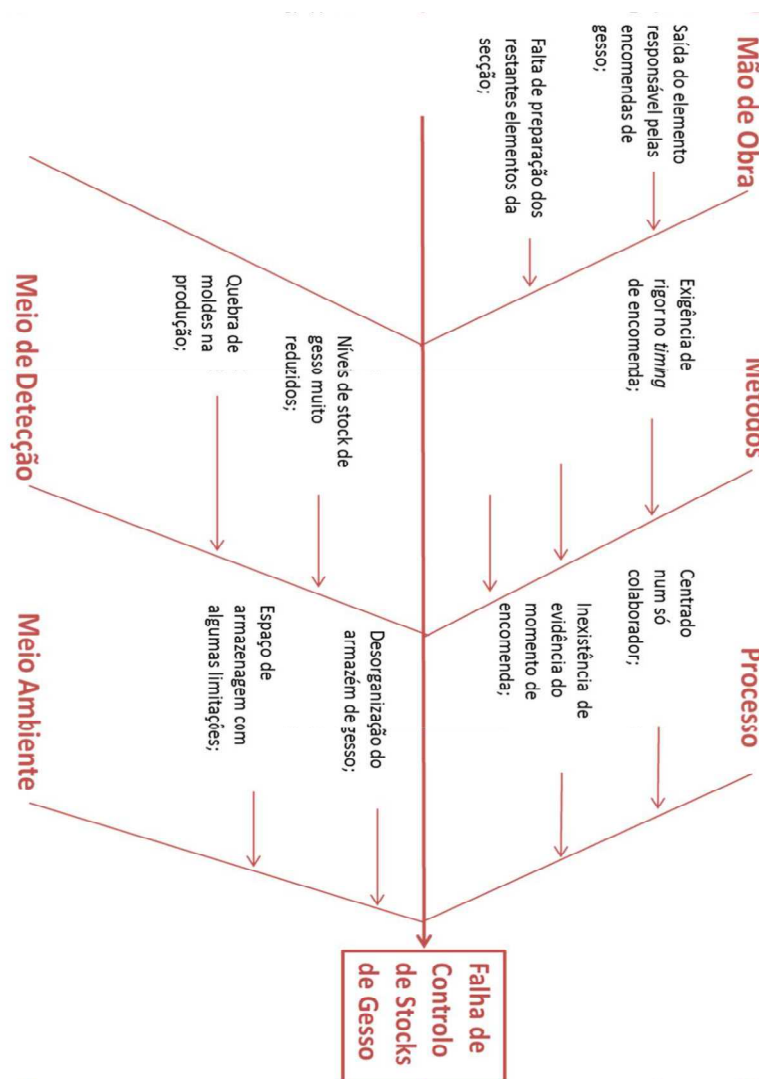 Mão de Obra
Saída do elemento
responsável pelas
encomendas de
gesso;
Falta de preparação dos
restantes elementos da
secção;
Métodos
Exigência de
rigor no timing
de encomenda;
Processo
Centrado
num só
colaborador;
Inexistência de
evidência do
momento de
encomenda;
Meio de Detecção
Níveis de stock de
gesso muito
reduzidos;
Quebra de
moldes na
produção;
Meio Ambiente
Desorganização do
armazém de gesso;
Espaço de
armazenagem com
algumas limitações;
Falha de
Controlo
de Stocks
de Gesso